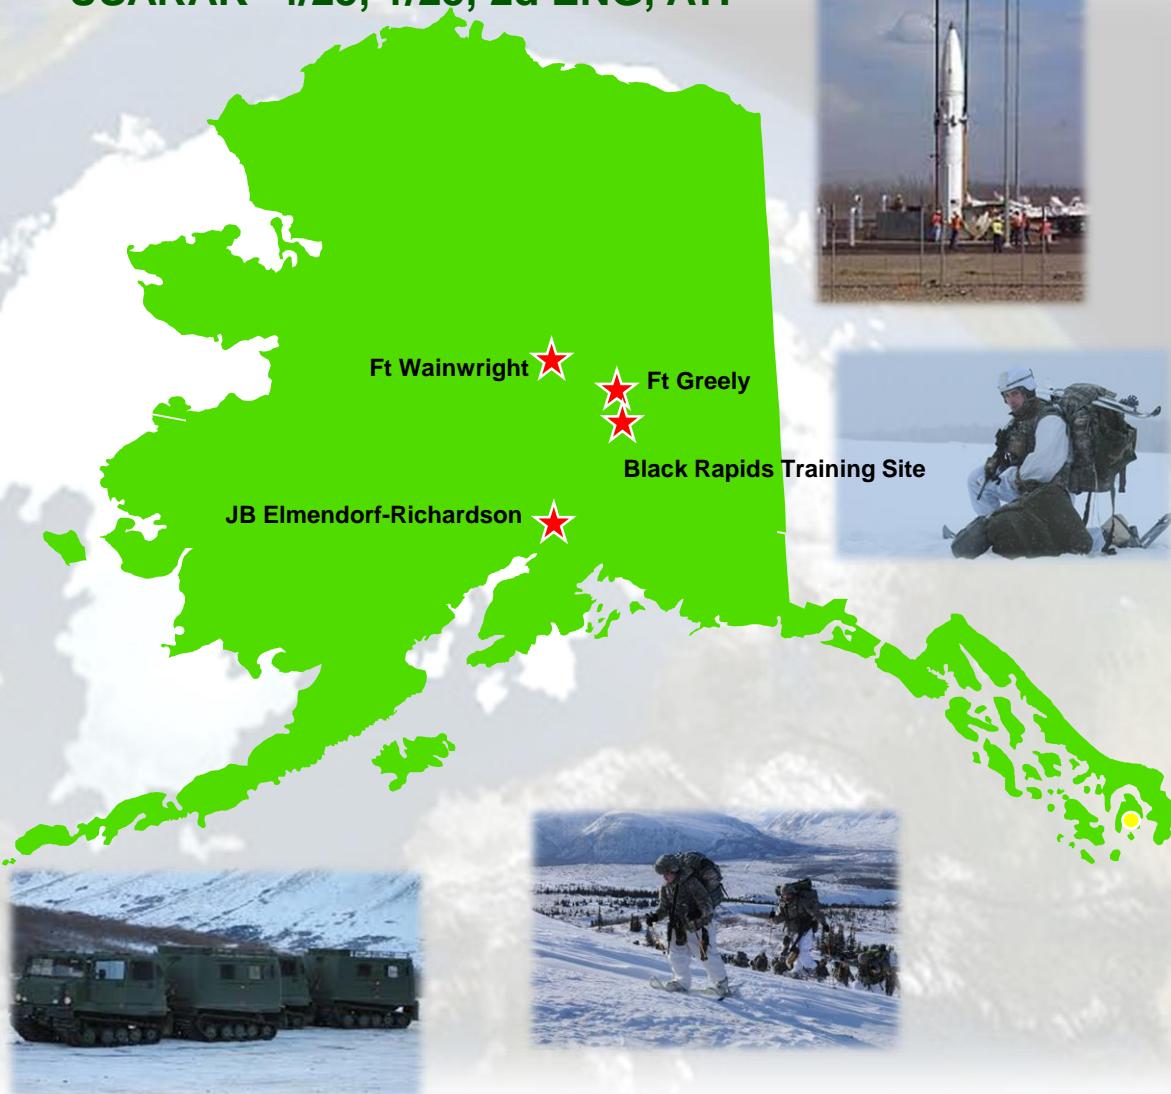 Ft Wainwright
Ft Greely
Black Rapids Training Site
JB Elmendorf-Richardson